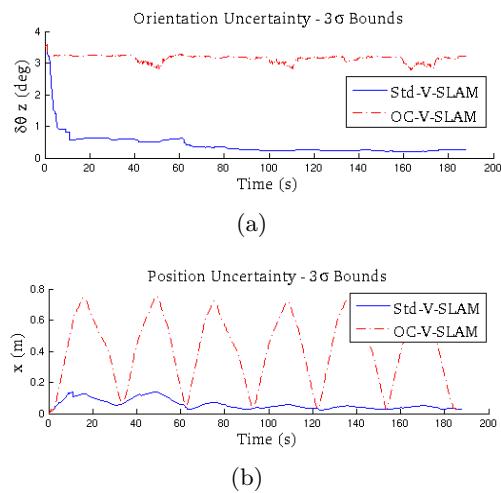 Orientation Uncertainty - 3σ Bounds
4
3
2
1
0
δθ z (deg)
Std-V-SLAM
OC-V-SLAM
0 20 40 60 80 100 120 140 160 180 200
Time (s)
(a)
Position Uncertainty - 3σ Bounds
0.8
0.6
0.4
0.2
0
x (m)
Std-V-SLAM
OC-V-SLAM
0 20 40 60 80 100 120 140 160 180 200
Time (s)
(b)